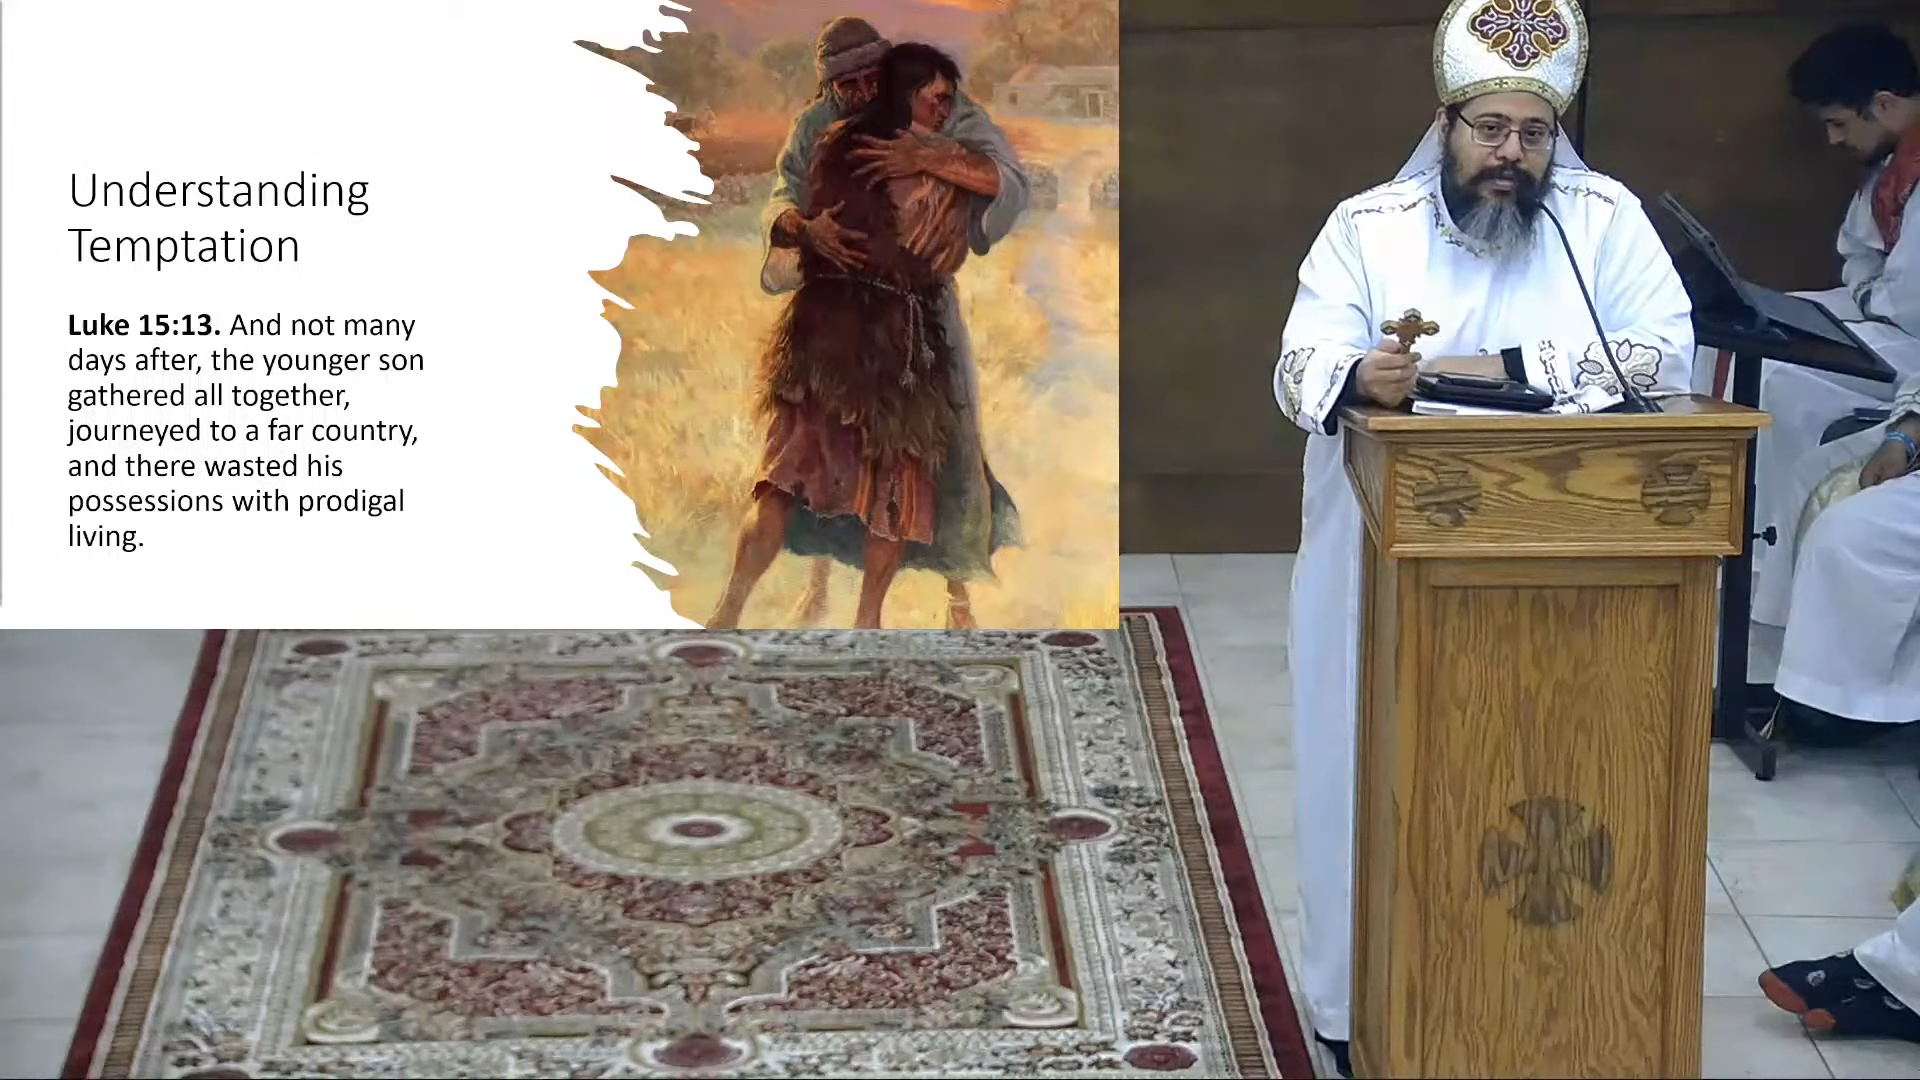 Understanding
Temptation
Luke 15:13. And not many
days after, the younger son
gathered all together,
journeyed to a far country,
and there wasted his
possessions with prodigal
living.